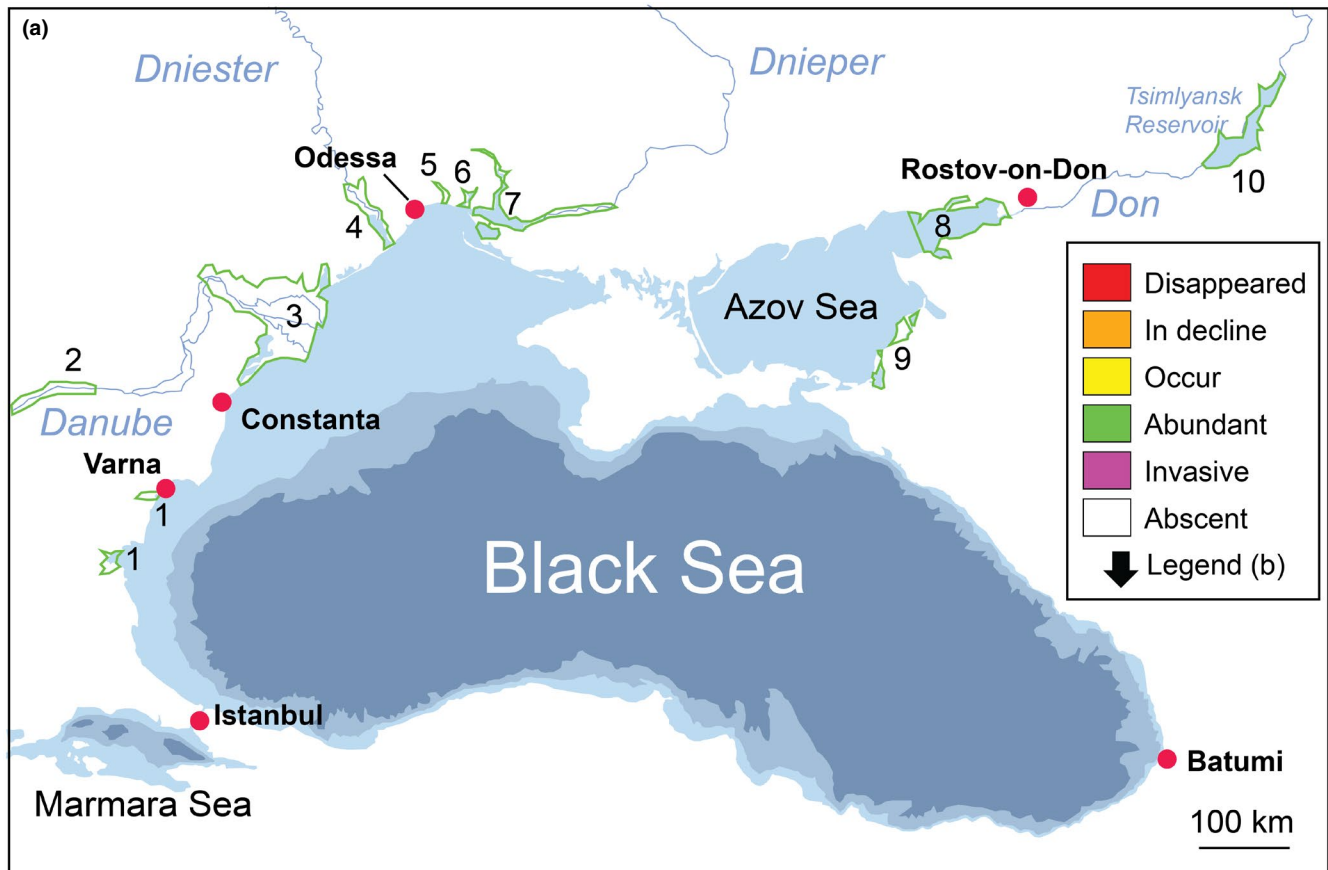 (a)
Dniester
Dnieper
Tsimlyansk
Reservoir
Odessa
5
6
7
4
Rostov-on-Don
10
Don
8
3
Azov Sea
9
2
Danube
Constanta
Varna
1
1
Black Sea
Istanbul
Marmara Sea
Batumi
100 km
Disappeared
In decline
Occur
Abundant
Invasive
Abscent
Legend (b)